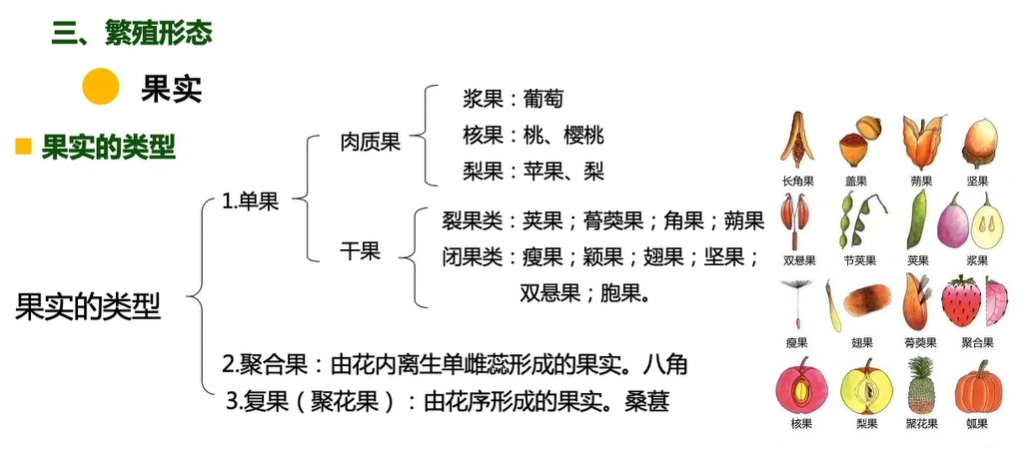 三、繁殖形态
果实
果实的类型
果实的类型
1.单果
肉质果
浆果：葡萄
核果：桃、樱桃
梨果：苹果、梨
干果
裂果类：荚果；蓇葖果；角果；蒴果
闭果类：瘦果；颖果；翅果；坚果；
双悬果；胞果。
2.聚合果：由花内离生单雌蕊形成的果实。八角
3.复果（聚花果）：由花序形成的果实。桑葚
长角果 盖果 蒴果 坚果
双悬果 节荚果 荚果 浆果
瘦果 翅果 蓇葖果 聚合果
核果 梨果 聚花果 瓠果